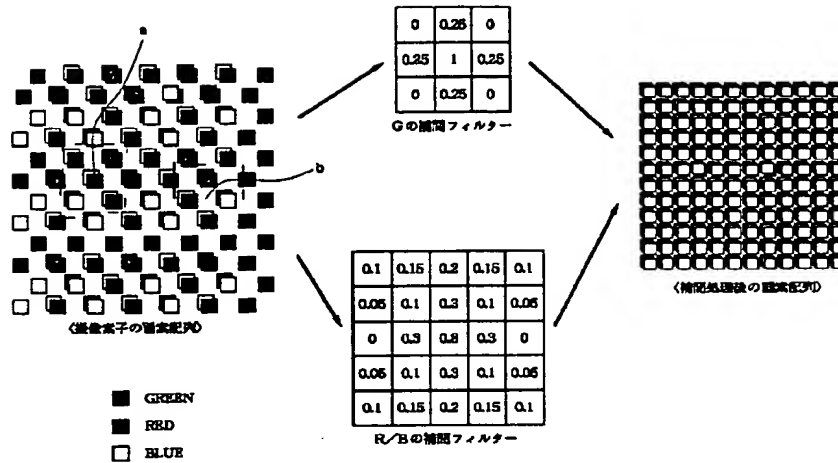 a
0 0.25 0
0.25 1 0.25
0 0.25 0
Gの補間フィルター
b
0.1 0.15 0.2 0.15 0.1
0.05 0.1 0.3 0.1 0.05
0 0.3 0.8 0.3 0
0.05 0.1 0.3 0.1 0.05
0.1 0.15 0.2 0.15 0.1
R/Bの補間フィルター
〈撮像素子の画素配列〉
〈補間処理後の画素配列〉
GREEN
RED
BLUE